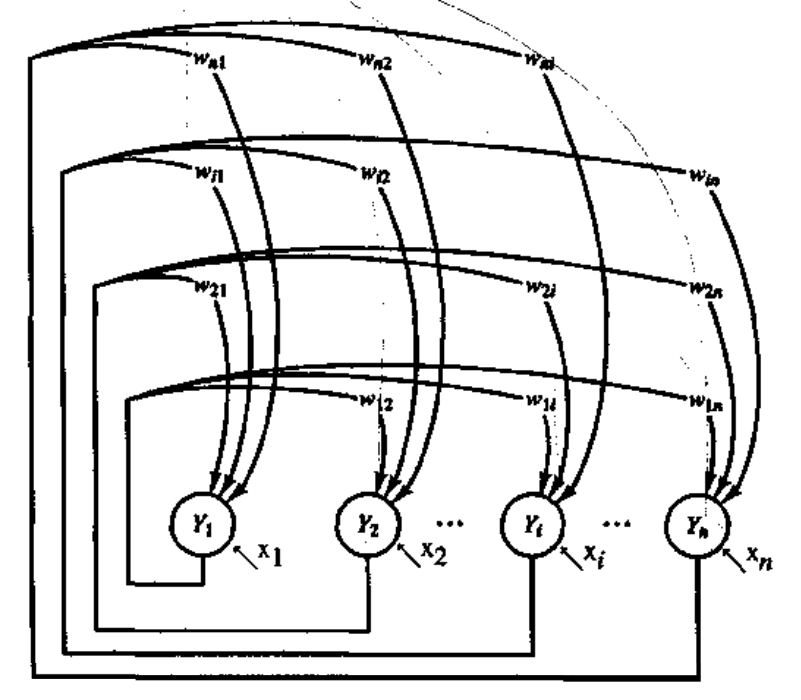 w_{n1} w_{n2} w_{ni}
w_{i1} w_{i2} w_{in}
w_{21} w_{2i} w_{2n}
w_{12} w_{1i} w_{1n}
Y_1 Y_2 ... Y_i ... Y_n
x_1 x_2 x_i x_n